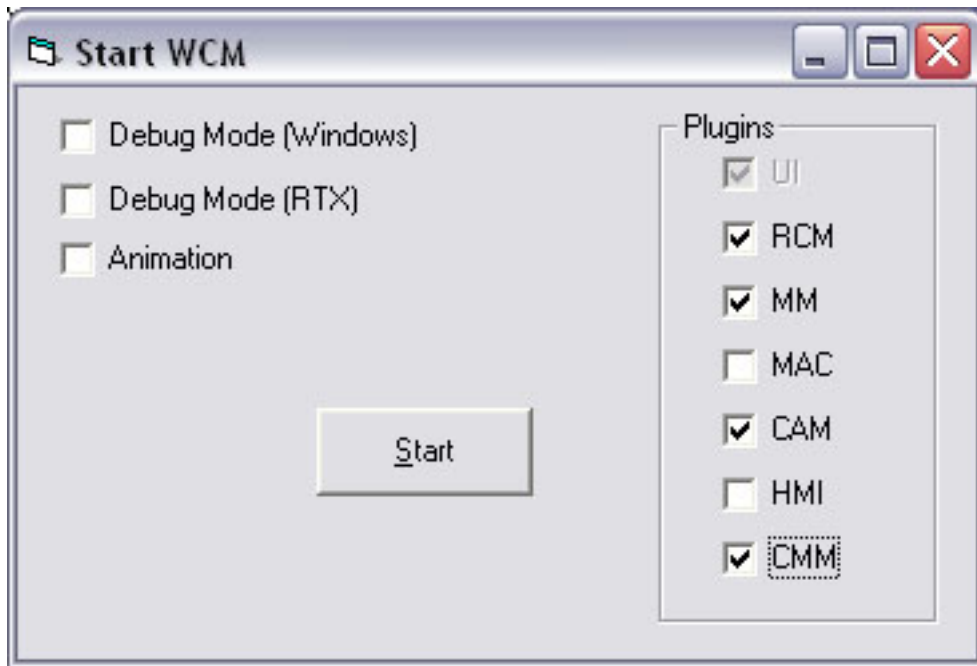 Start WCM
Debug Mode (Windows)
Debug Mode (RTX)
Animation
Start
Plugins
UI
RCM
MM
MAC
CAM
HMI
CMM